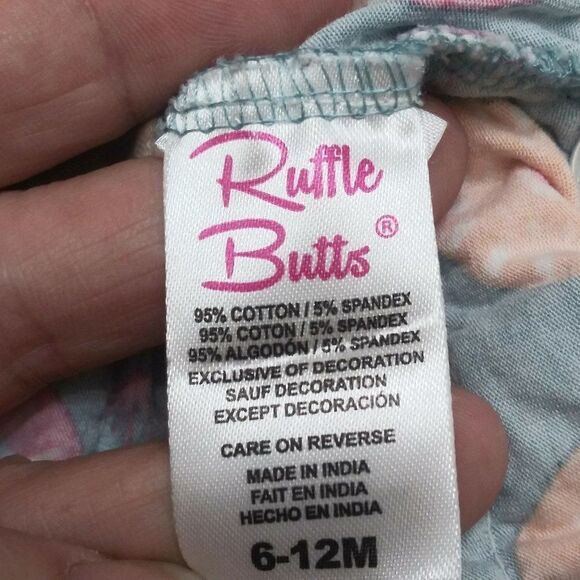 Ruffle
Butts®
95% COTTON / 5% SPANDEX
95% COTON / 5% SPANDEX
95% ALGODÓN / 5% SPANDEX
EXCLUSIVE OF DECORATION
SAUF DECORATION
EXCEPT DECORACIÓN
CARE ON REVERSE
MADE IN INDIA
FAIT EN INDIA
HECHO EN INDIA
6-12M